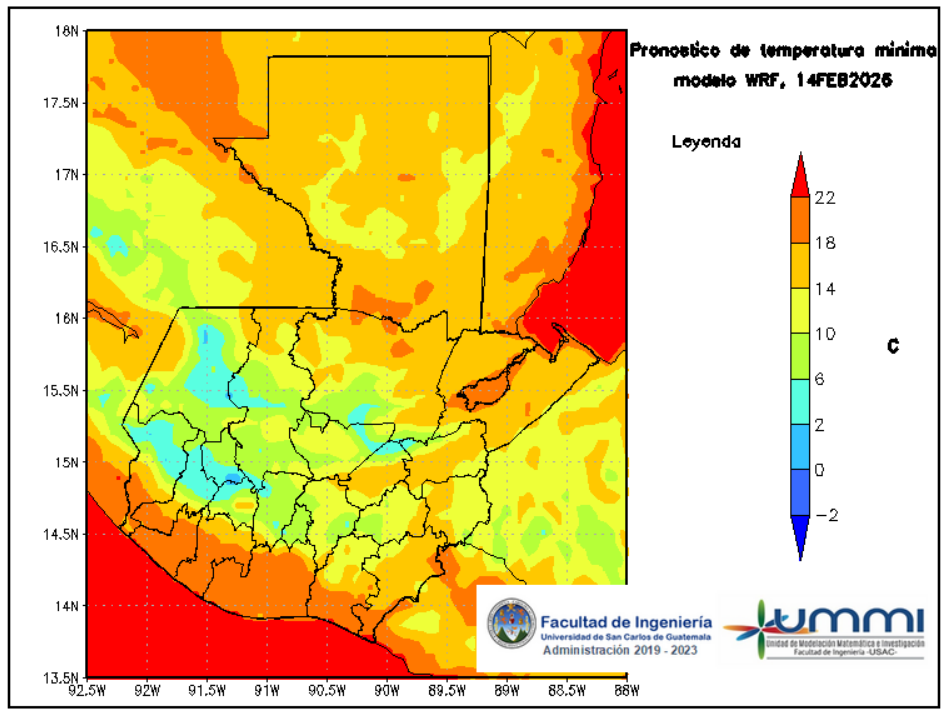 Pronostico de temperatura minima
modelo WRF, 14FEB2026
Leyenda
22
18
14
10
6
2
0
-2
C
18N
17.5N
17N
16.5N
16N
15.5N
15N
14.5N
14N
13.5N
92.5W 92W 91.5W 91W 90.5W 90W 89.5W 89W 88.5W 88W
Facultad de Ingeniería
Universidad de San Carlos de Guatemala
Administración 2019 - 2023
UMMI
Unidad de Modelación Matemática e Investigación
Facultad de Ingeniería -USAC-